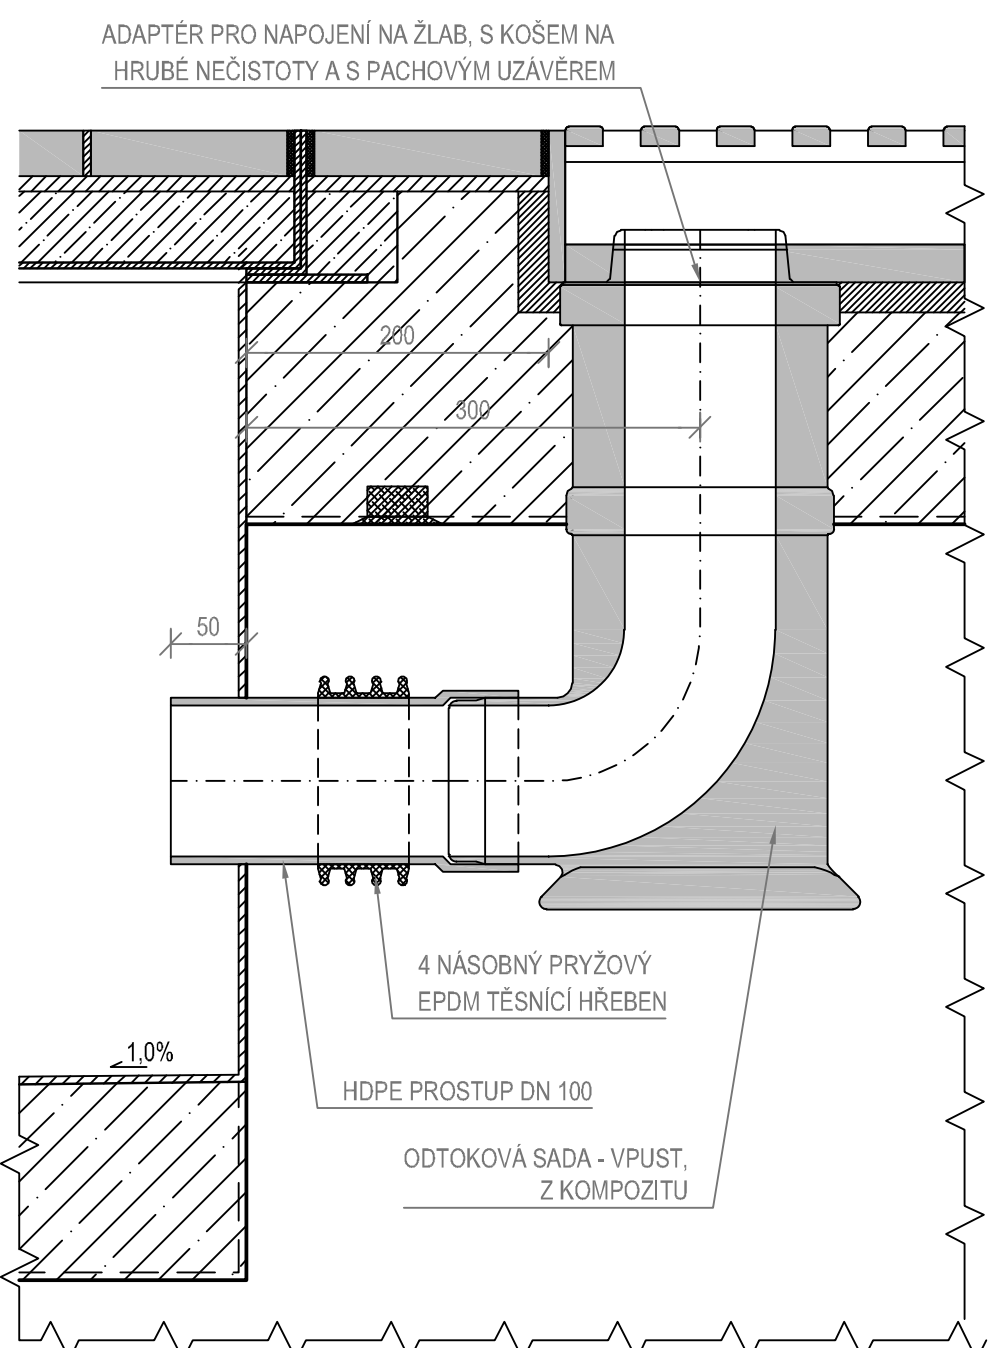 ADAPTÉR PRO NAPOJENÍ NA ŽLAB, S KOŠEM NA
HRUBÉ NEČISTOTY A S PACHOVÝM UZÁVĚREM
200
300
50
4 NÁSOBNÝ PRYŽOVÝ
EPDM TĚSNÍCÍ HŘEBEN
1,0%
HDPE PROSTUP DN 100
ODTOKOVÁ SADA - VPUST,
Z KOMPOZITU